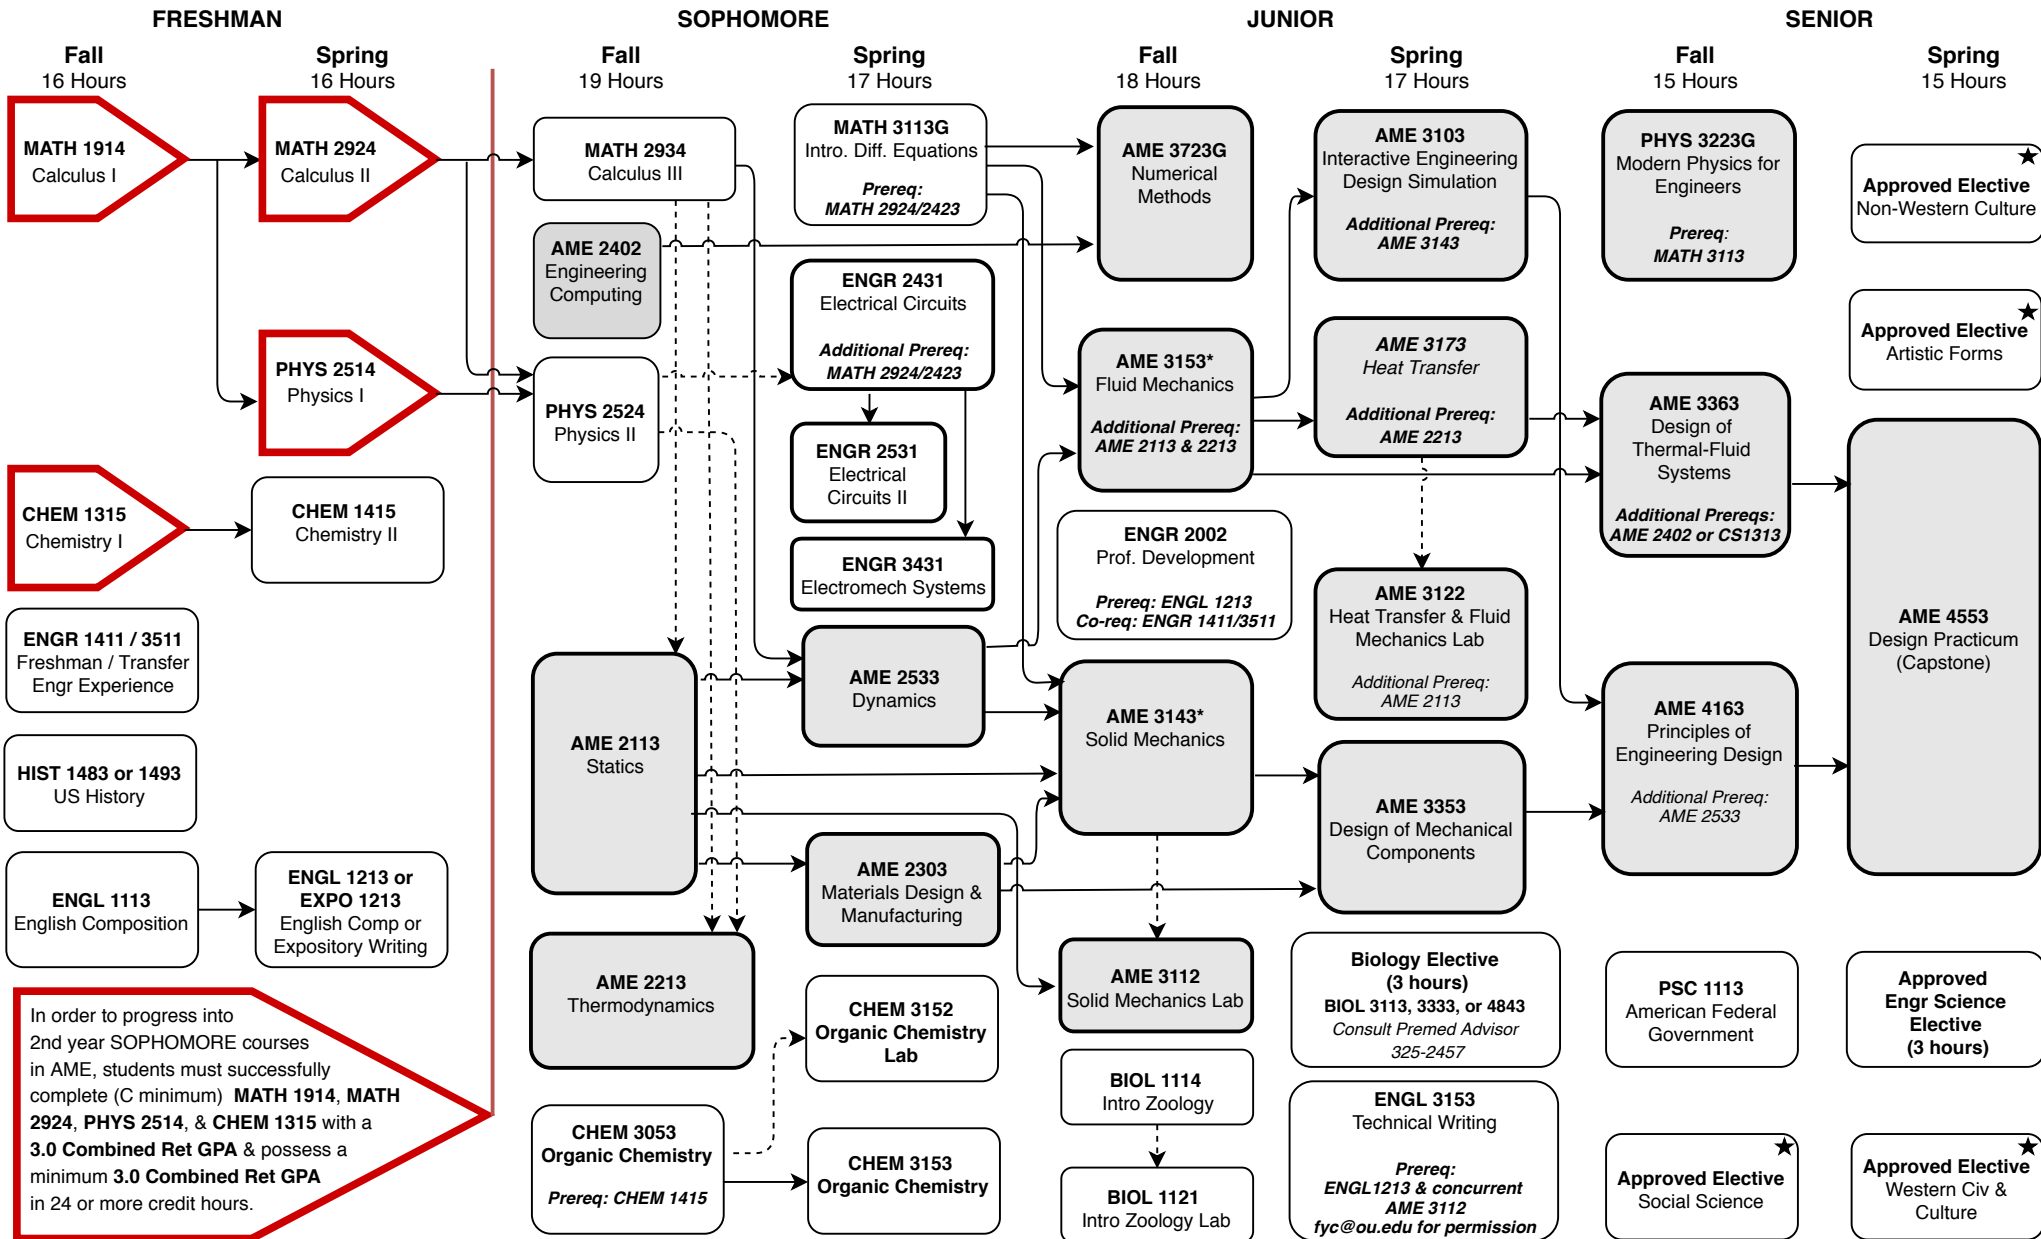 FRESHMAN
SOPHOMORE
JUNIOR
SENIOR
Fall
16 Hours
Spring
16 Hours
Fall
19 Hours
Spring
17 Hours
Fall
18 Hours
Spring
17 Hours
Fall
15 Hours
Spring
15 Hours
MATH 1914
Calculus I
CHEM 1315
Chemistry I
ENGR 1411 / 3511
Freshman / Transfer
Engr Experience
HIST 1483 or 1493
US History
ENGL 1113
English Composition
In order to progress into
2nd year SOPHOMORE courses
in AME, students must successfully
complete (C minimum) MATH 1914, MATH
2924, PHYS 2514, & CHEM 1315 with a
3.0 Combined Ret GPA & possess a
minimum 3.0 Combined Ret GPA
in 24 or more credit hours.
MATH 2924
Calculus II
PHYS 2514
Physics I
CHEM 1415
Chemistry II
ENGL 1213 or
EXPO 1213
English Comp or
Expository Writing
MATH 2934
Calculus III
AME 2402
Engineering
Computing
PHYS 2524
Physics II
AME 2113
Statics
AME 2213
Thermodynamics
CHEM 3053
Organic Chemistry
Prereq: CHEM 1415
MATH 3113G
Intro. Diff. Equations
Prereq:
MATH 2924/2423
ENGR 2431
Electrical Circuits
Additional Prereq:
MATH 2924/2423
ENGR 2531
Electrical
Circuits II
ENGR 3431
Electromech Systems
AME 2533
Dynamics
AME 2303
Materials Design &
Manufacturing
CHEM 3152
Organic Chemistry
Lab
CHEM 3153
Organic Chemistry
AME 3723G
Numerical
Methods
AME 3153*
Fluid Mechanics
Additional Prereq:
AME 2113 & 2213
ENGR 2002
Prof. Development
Prereq: ENGL 1213
Co-req: ENGR 1411/3511
AME 3143*
Solid Mechanics
AME 3112
Solid Mechanics Lab
BIOL 1114
Intro Zoology
BIOL 1121
Intro Zoology Lab
AME 3103
Interactive Engineering
Design Simulation
Additional Prereq:
AME 3143
AME 3173
Heat Transfer
Additional Prereq:
AME 2213
AME 3122
Heat Transfer & Fluid
Mechanics Lab
Additional Prereq:
AME 2113
AME 3353
Design of Mechanical
Components
Biology Elective
(3 hours)
BIOL 3113, 3333, or 4843
Consult Premed Advisor
325-2457
ENGL 3153
Technical Writing
Prereq:
ENGL1213 & concurrent
AME 3112
fyc@ou.edu for permission
PHYS 3223G
Modern Physics for
Engineers
Prereq:
MATH 3113
AME 3363
Design of
Thermal-Fluid
Systems
Additional Prereqs:
AME 2402 or CS1313
AME 4163
Principles of
Engineering Design
Additional Prereq:
AME 2533
PSC 1113
American Federal
Government
Approved Elective
Social Science
Approved Elective
Non-Western Culture
Approved Elective
Artistic Forms
AME 4553
Design Practicum
(Capstone)
Approved
Engr Science
Elective
(3 hours)
Approved Elective
Western Civ &
Culture